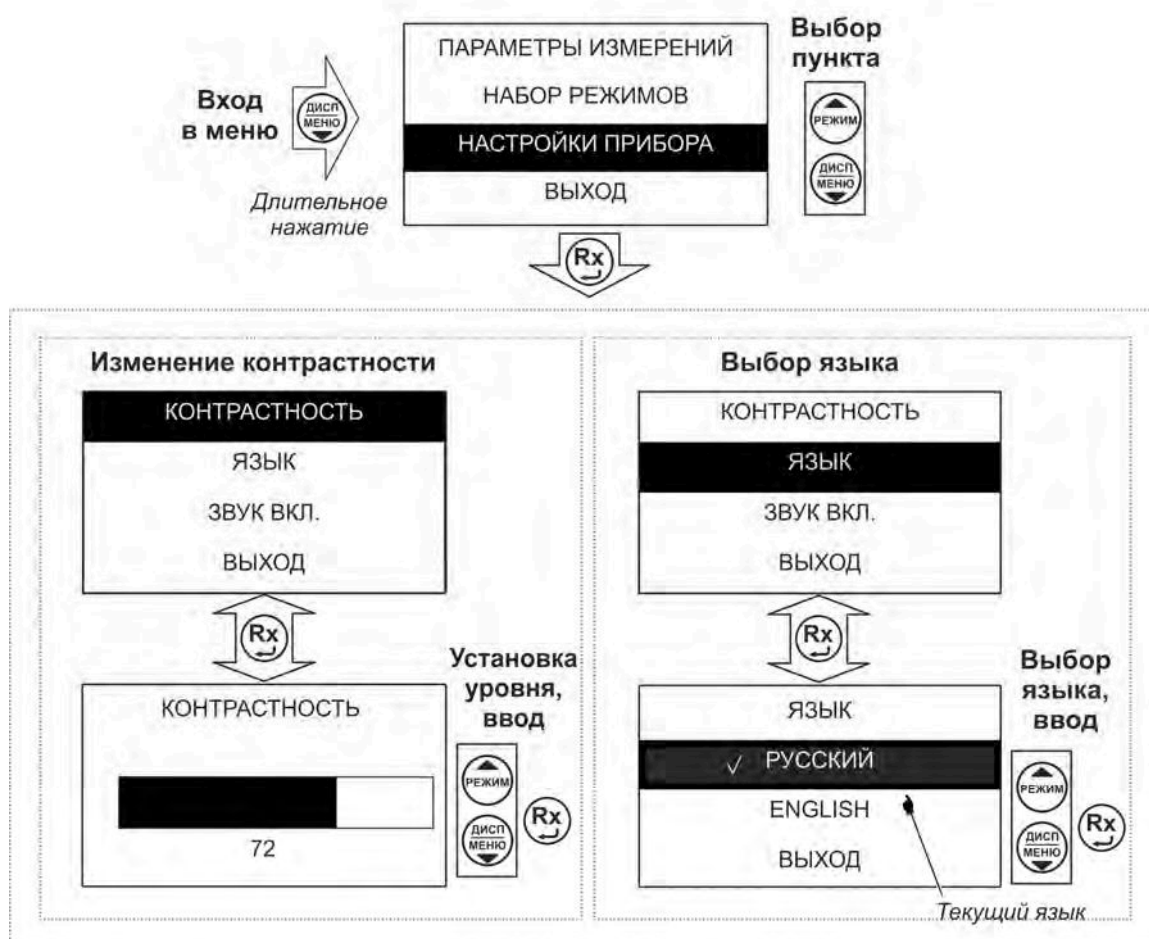 Вход
в меню
ДИСП
МЕНЮ
Длительное
нажатие
ПАРАМЕТРЫ ИЗМЕРЕНИЙ
НАБОР РЕЖИМОВ
НАСТРОЙКИ ПРИБОРА
ВЫХОД
Выбор
пункта
РЕЖИМ
ДИСП
МЕНЮ
Rx
Изменение контрастности
КОНТРАСТНОСТЬ
ЯЗЫК
ЗВУК ВКЛ.
ВЫХОД
Rx
КОНТРАСТНОСТЬ
72
Установка
уровня,
ввод
РЕЖИМ
ДИСП
МЕНЮ
Rx
Выбор языка
КОНТРАСТНОСТЬ
ЯЗЫК
ЗВУК ВКЛ.
ВЫХОД
Rx
ЯЗЫК
✓ РУССКИЙ
ENGLISH
ВЫХОД
Выбор
языка,
ввод
РЕЖИМ
ДИСП
МЕНЮ
Rx
Текущий язык